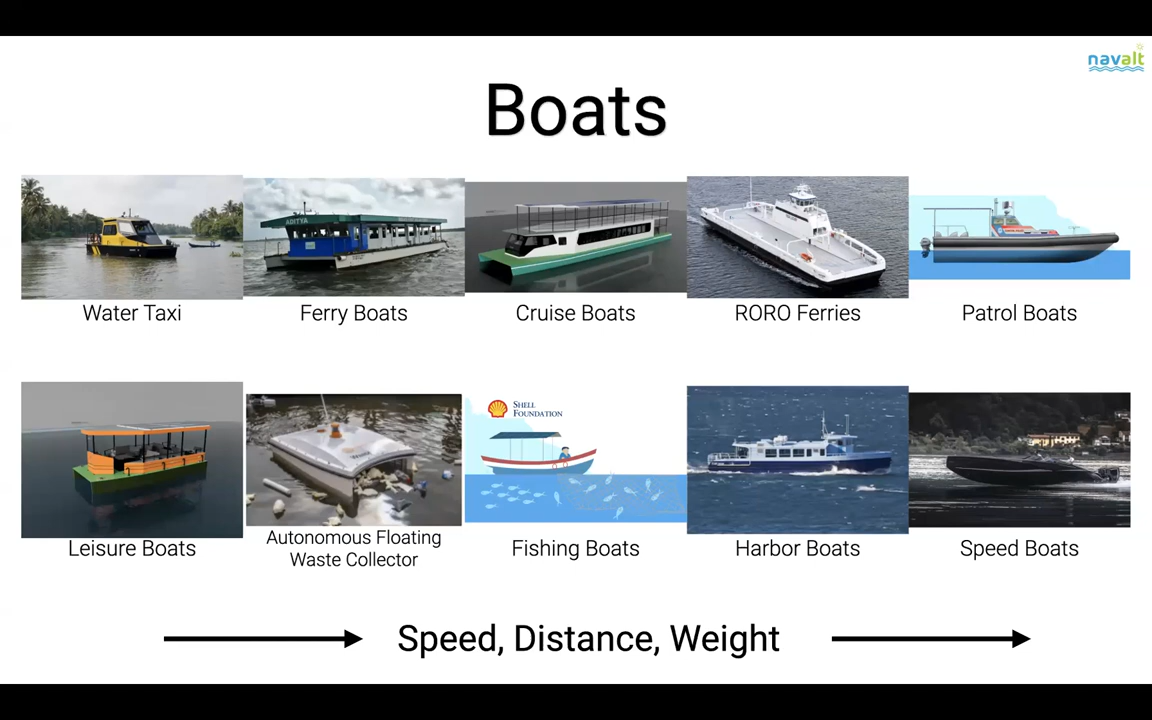 navalt
Boats
ADITYA
Water Taxi
Ferry Boats
Cruise Boats
RORO Ferries
Patrol Boats
SHELL
FOUNDATION
Leisure Boats
Autonomous Floating
Waste Collector
Fishing Boats
Harbor Boats
Speed Boats
Speed, Distance, Weight